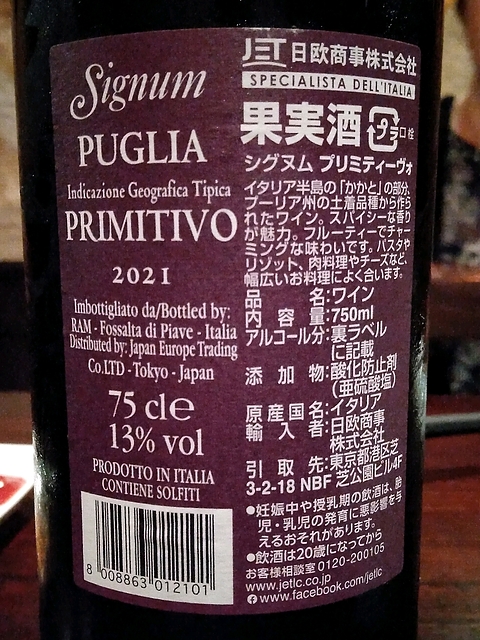 Signum
PUGLIA
Indicazione Geografica Tipica
PRIMITIVO
2021
Imbottigliato da/Bottled by:
RAM - Fossalta di Piave - Italia
Distributed by: Japan Europe Trading
Co.LTD - Tokyo - Japan
75 cl e
13% vol
PRODOTTO IN ITALIA
CONTIENE SOLFITI
8 008863 012101
JET 日欧商事株式会社
SPECIALISTA DELL'ITALIA
果実酒 プラ 口 栓
シグヌム プリミティーヴォ
イタリア半島の「かかと」の部分、
プーリア州の土着品種から作ら
れたワイン。スパイシーな香り
が魅力。フルーティーでチャー
ミングな味わいです。パスタや
リゾット、肉料理やチーズなど、
幅広いお料理によく合います。
品 名:ワイン
内 容 量:750ml
アルコール分:裏ラベル
に記載
添 加 物:酸化防止剤
(亜硫酸塩)
原産国名:イタリア
輸 入 者:日欧商事
株式会社
引 取 先:東京都港区芝
3-2-18 NBF 芝公園ビル4F
●妊娠中や授乳期の飲酒は、胎
児・乳児の発育に悪影響を与
えるおそれがあります。
●飲酒は20歳になってから
お客様相談室 0120-200105
www.jetlc.co.jp
www.facebook.com/jetlc